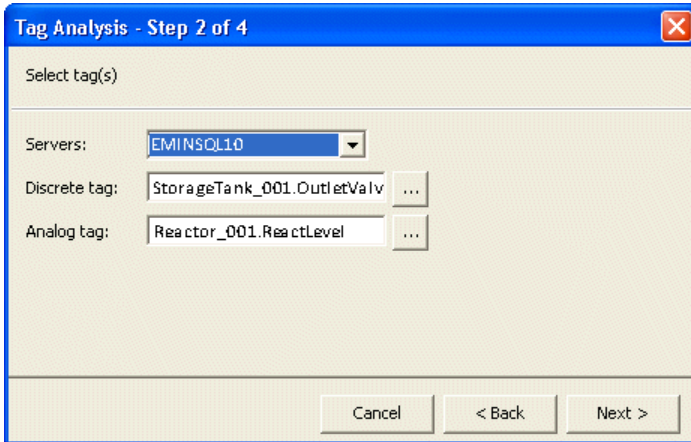 Tag Analysis - Step 2 of 4
Select tag(s)
Servers: EMINSQL10
Discrete tag: StorageTank_001.OutletValv ...
Analog tag: Reactor_001.ReactLevel ...
Cancel < Back Next >